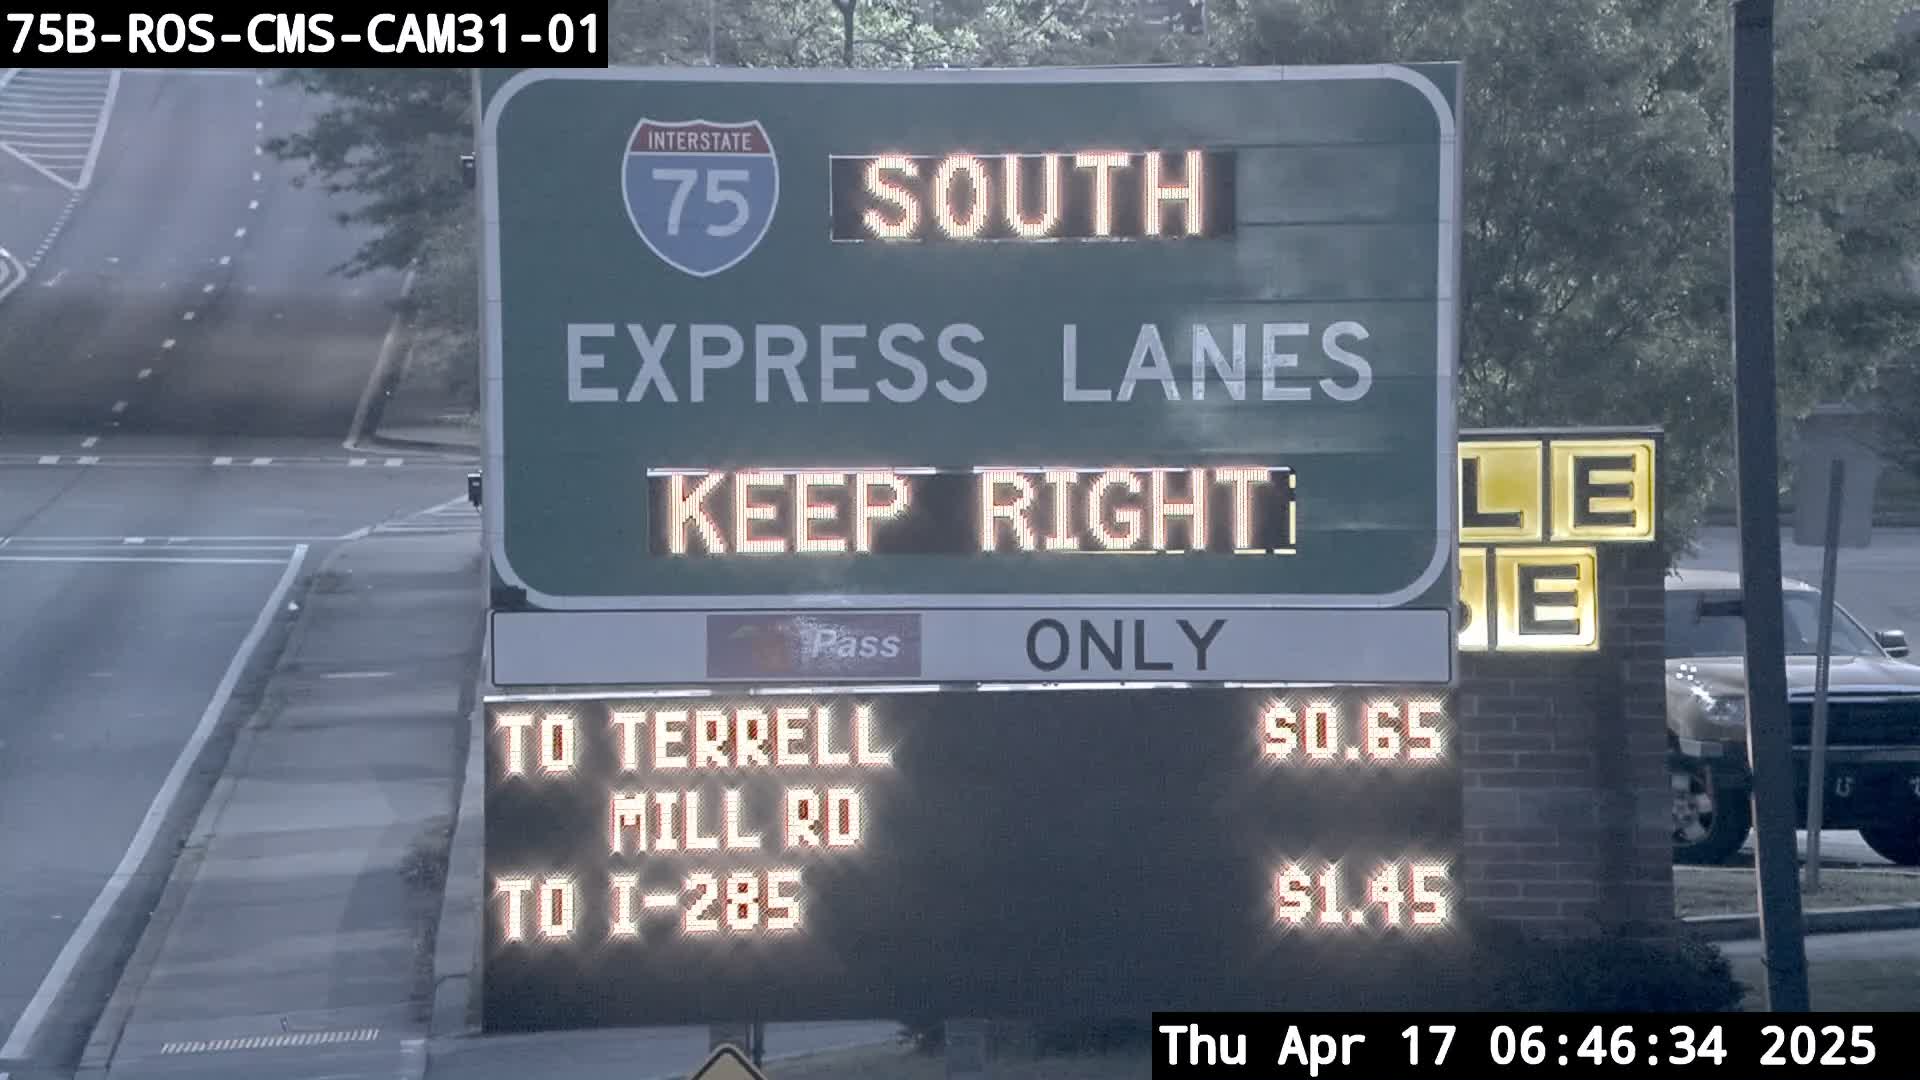 75B-ROS-CMS-CAM31-01
INTERSTATE
75
SOUTH
EXPRESS LANES
KEEP RIGHT
Pass ONLY
TO TERRELL $0.65
MILL RD
TO I-285 $1.45
LE
E
Thu Apr 17 06:46:34 2025